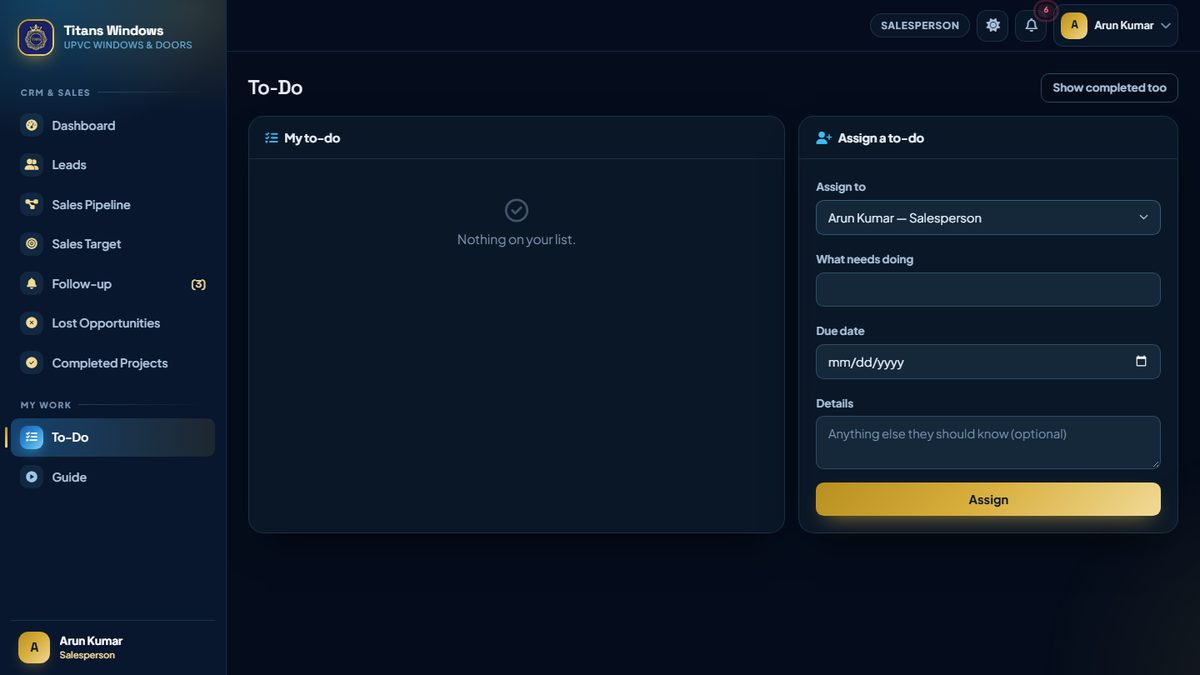 Titans Windows
UPVC WINDOWS & DOORS
CRM & SALES
Dashboard
Leads
Sales Pipeline
Sales Target
Follow-up (3)
Lost Opportunities
Completed Projects
MY WORK
To-Do
Guide
A
Arun Kumar
Salesperson
SALESPERSON
6
A
Arun Kumar
To-Do
Show completed too
My to-do
Nothing on your list.
Assign a to-do
Assign to
Arun Kumar — Salesperson
What needs doing
Due date
mm/dd/yyyy
Details
Anything else they should know (optional)
Assign